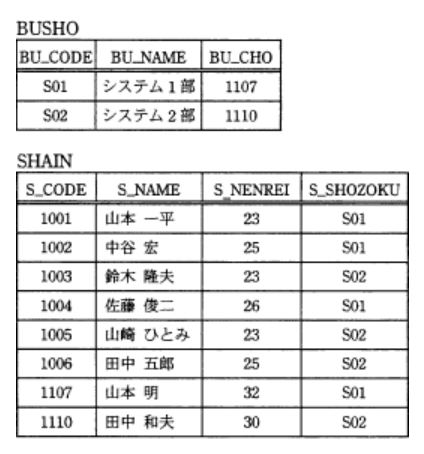 BUSHO
BU_CODE BU_NAME BU_CHO
S01 システム1部 1107
S02 システム2部 1110
SHAIN
S_CODE S_NAME S_NENREI S_SHOZOKU
1001 山本 一平 23 S01
1002 中谷 宏 25 S01
1003 鈴木 隆夫 23 S02
1004 佐藤 俊二 26 S01
1005 山崎 ひとみ 23 S02
1006 田中 五郎 25 S02
1107 山本 明 32 S01
1110 田中 和夫 30 S02